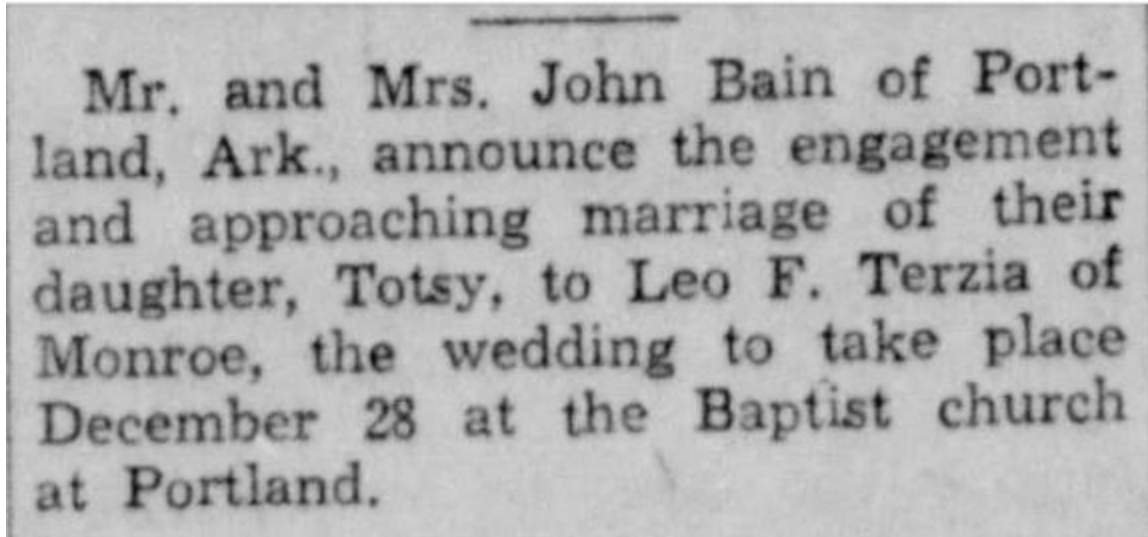 Mr. and Mrs. John Bain of Port-
land, Ark., announce the engagement
and approaching marriage of their
daughter, Totsy, to Leo F. Terzia of
Monroe, the wedding to take place
December 28 at the Baptist church
at Portland.